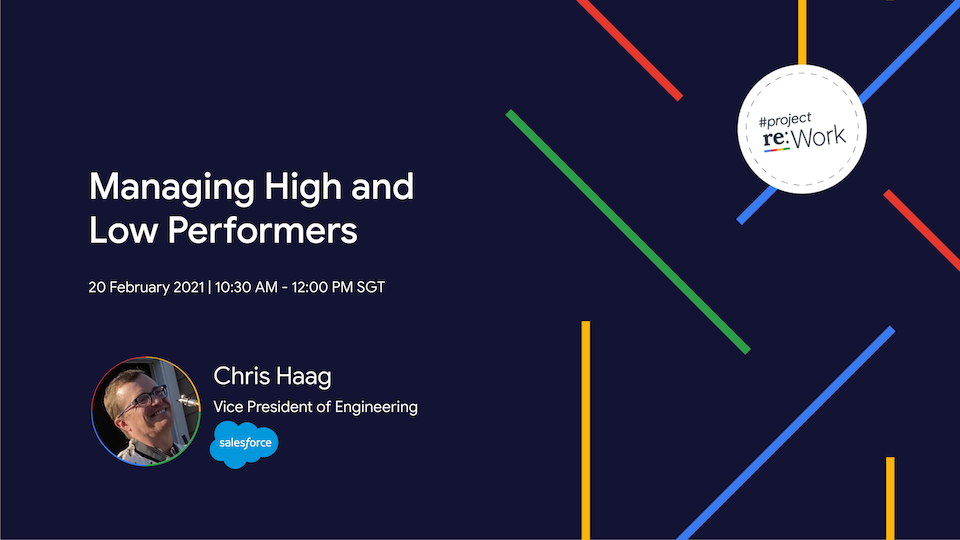 #project
re:Work
Managing High and
Low Performers
20 February 2021 | 10:30 AM - 12:00 PM SGT
Chris Haag
Vice President of Engineering
salesforce